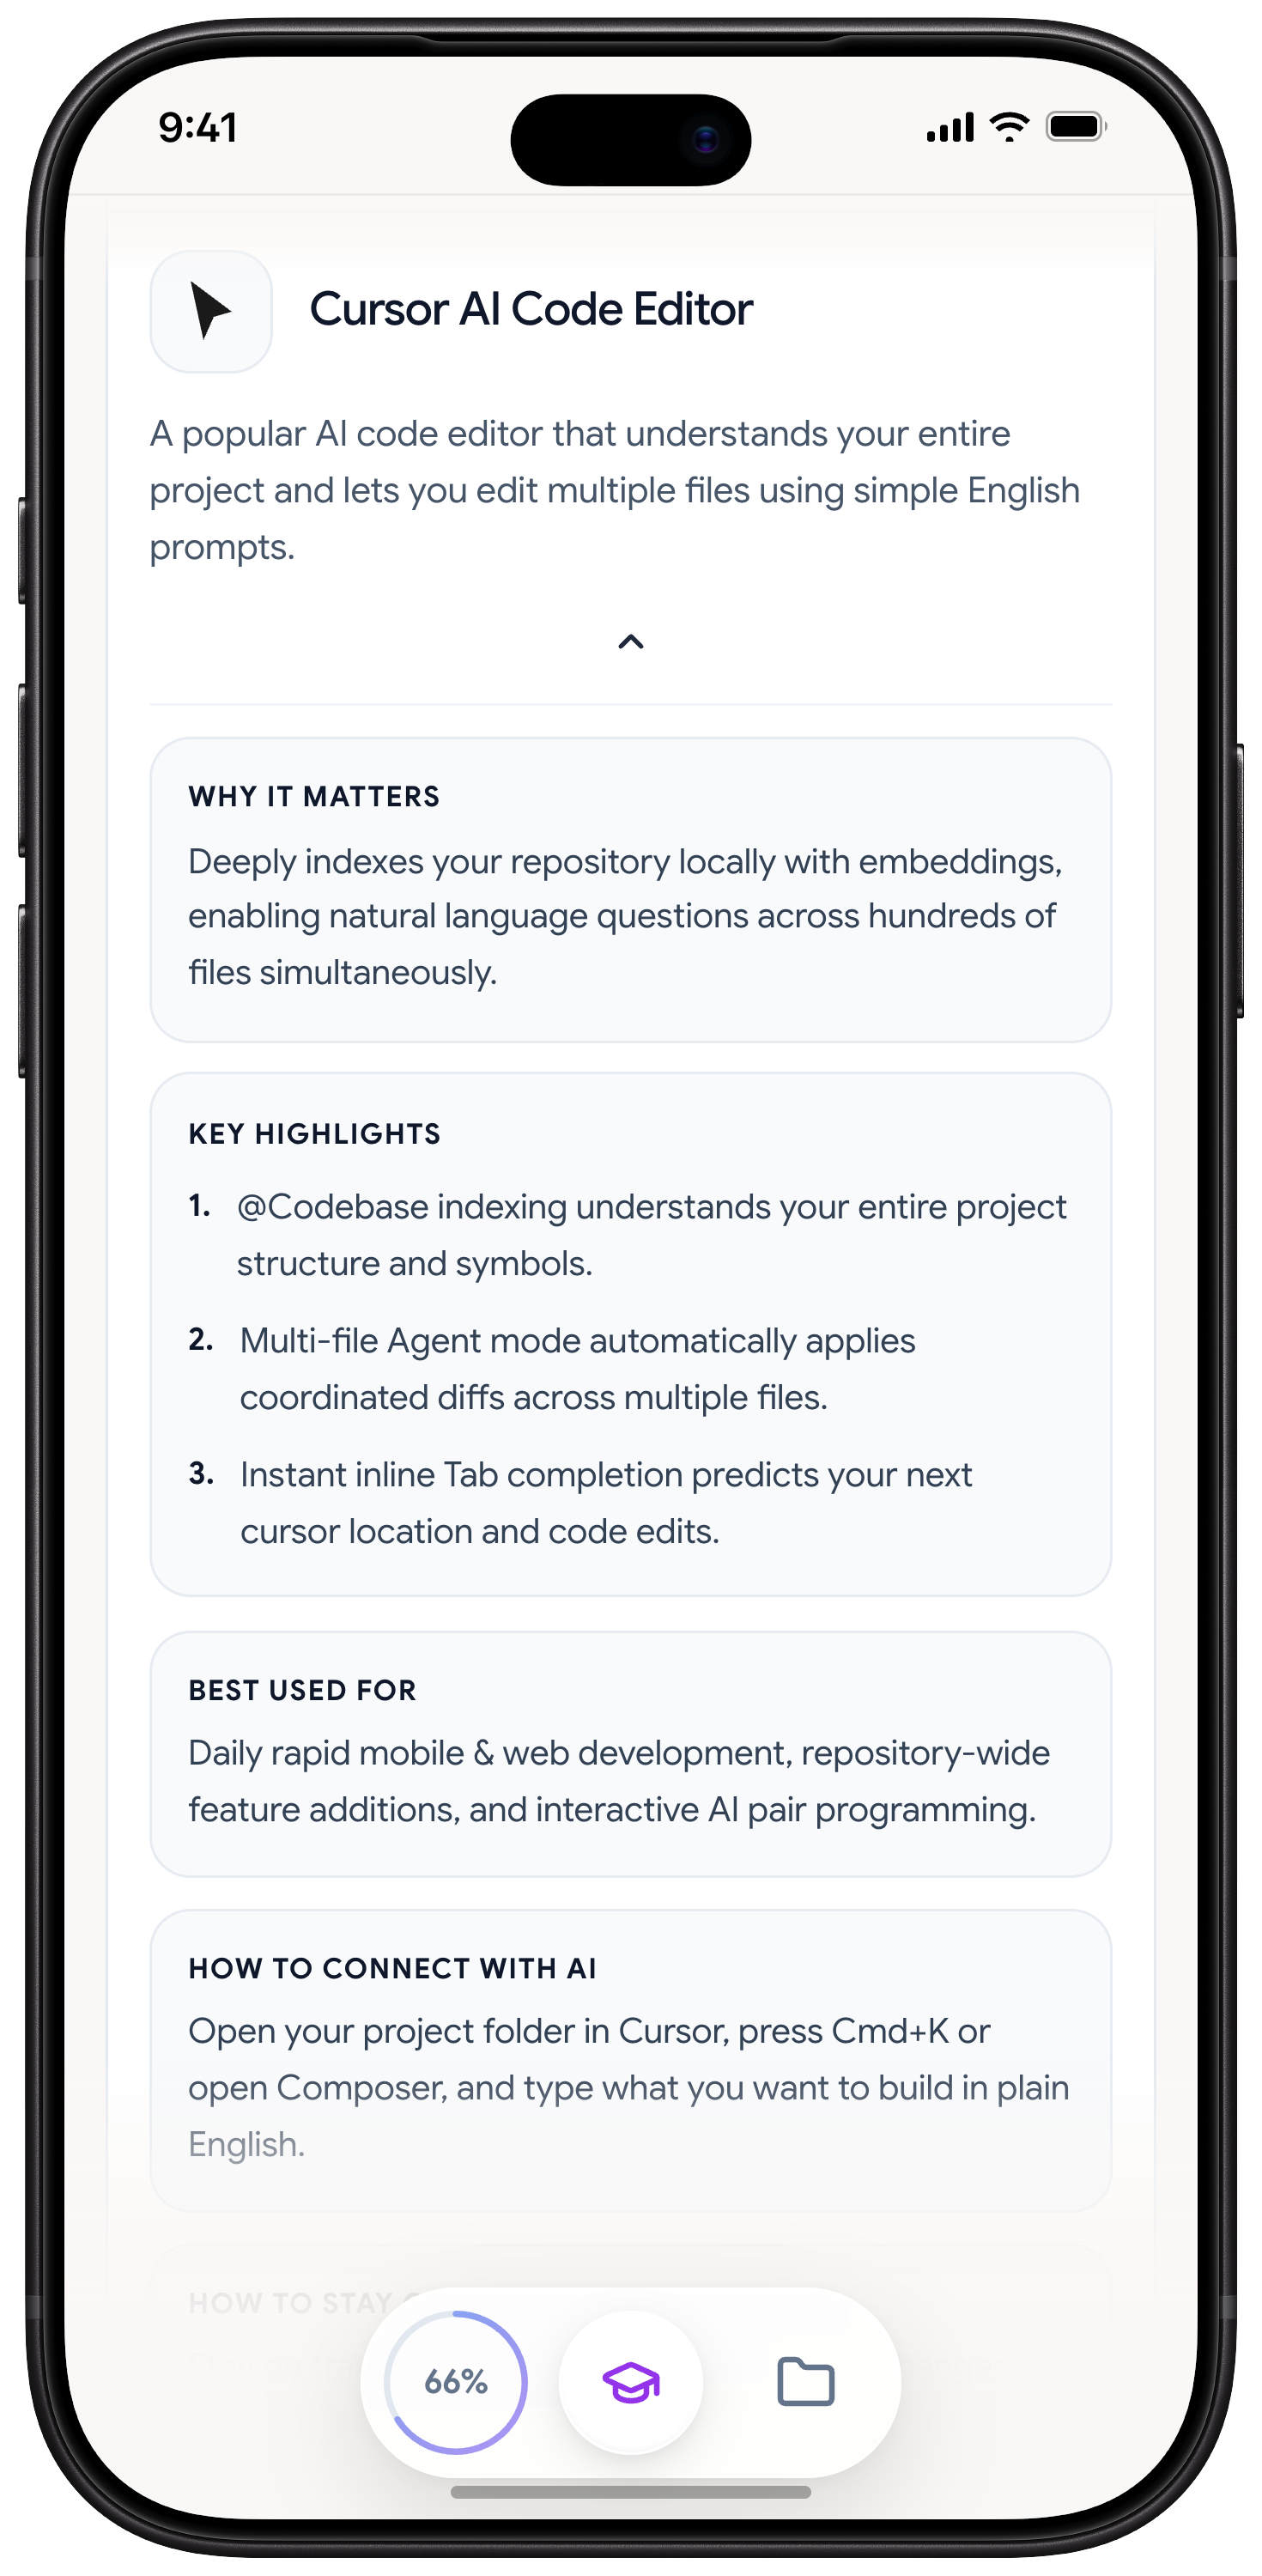 9:41
Cursor AI Code Editor
A popular AI code editor that understands your entire
project and lets you edit multiple files using simple English
prompts.
WHY IT MATTERS
Deeply indexes your repository locally with embeddings,
enabling natural language questions across hundreds of
files simultaneously.
KEY HIGHLIGHTS
1. @Codebase indexing understands your entire project
structure and symbols.
2. Multi-file Agent mode automatically applies
coordinated diffs across multiple files.
3. Instant inline Tab completion predicts your next
cursor location and code edits.
BEST USED FOR
Daily rapid mobile & web development, repository-wide
feature additions, and interactive AI pair programming.
HOW TO CONNECT WITH AI
Open your project folder in Cursor, press Cmd+K or
open Composer, and type what you want to build in plain
English.
HOW TO STAY
66%